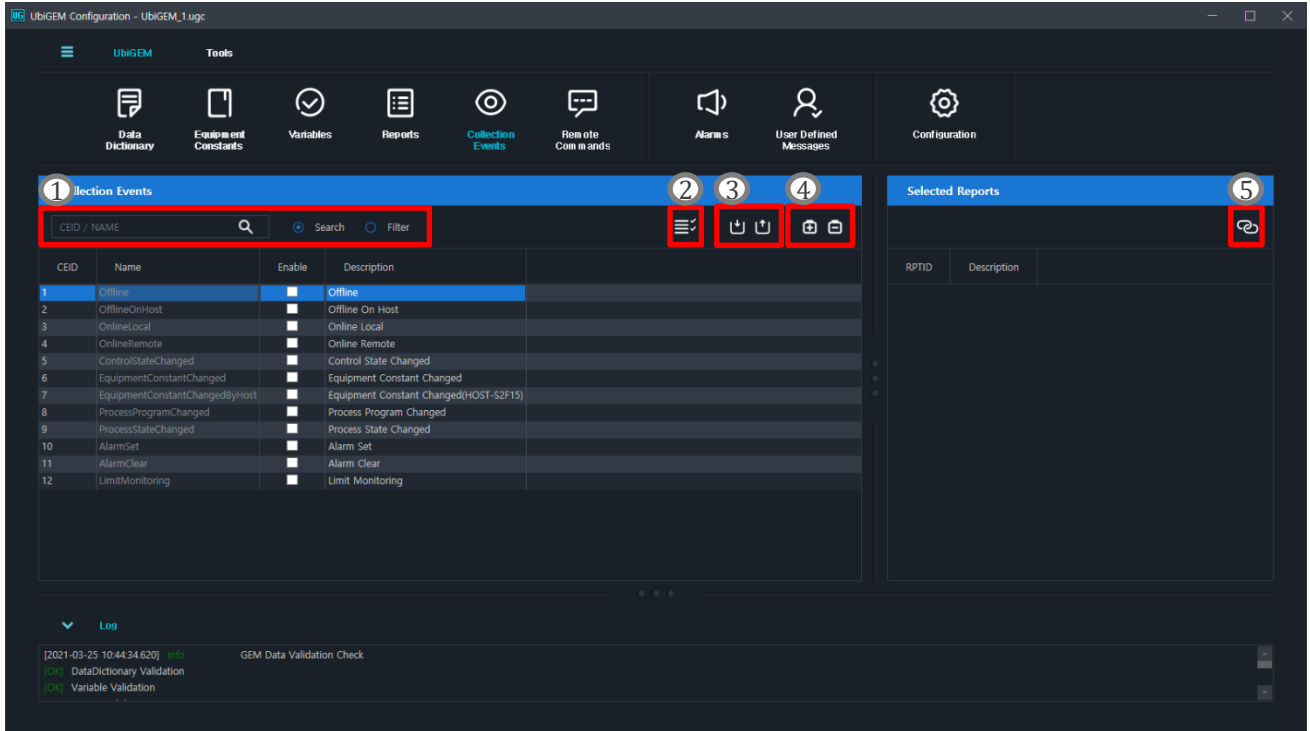 UG UbiGEM Configuration - UbiGEM_1.ugc
UbiGEM Tools
Data Dictionary
Equipment Constants
Variables
Reports
Collection Events
Remote Commands
Alarms
User Defined Messages
Configuration
1 llection Events 2 3 4
Selected Reports 5
CEID / NAME Search Filter
CEID Name Enable Description
RPTID Description
1 Offline Offline
2 OfflineOnHost Offline On Host
3 OnlineLocal Online Local
4 OnlineRemote Online Remote
5 ControlStateChanged Control State Changed
6 EquipmentConstantChanged Equipment Constant Changed
7 EquipmentConstantChangedByHost Equipment Constant Changed(HOST-S2F15)
8 ProcessProgramChanged Process Program Changed
9 ProcessStateChanged Process State Changed
10 AlarmSet Alarm Set
11 AlarmClear Alarm Clear
12 LimitMonitoring Limit Monitoring
Log
[2021-03-25 10:44:34.620] Info GEM Data Validation Check
[OK] DataDictionary Validation
[OK] Variable Validation